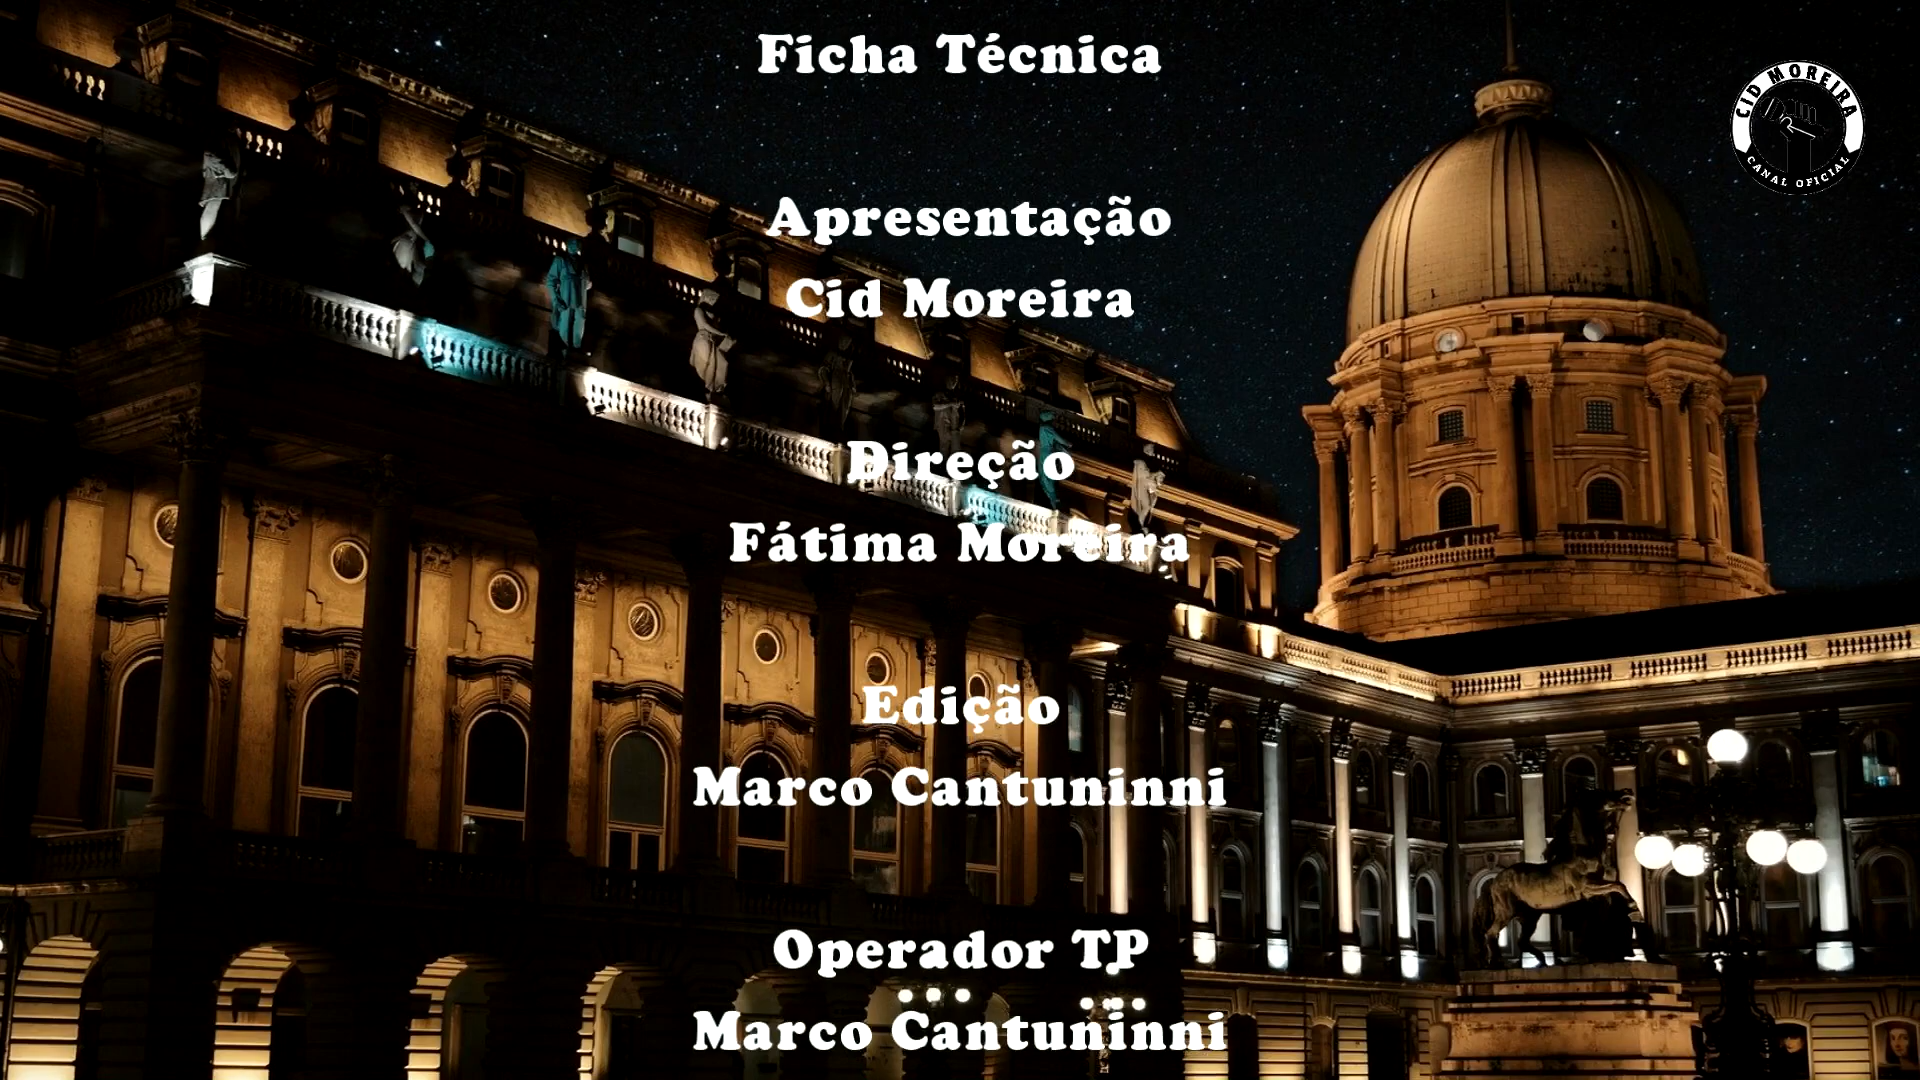 Ficha Técnica
CID MOREIRA
CANAL OFICIAL
Apresentação
Cid Moreira
Direção
Fátima Moreira
Edição
Marco Cantuninni
Operador TP
Marco Cantuninni